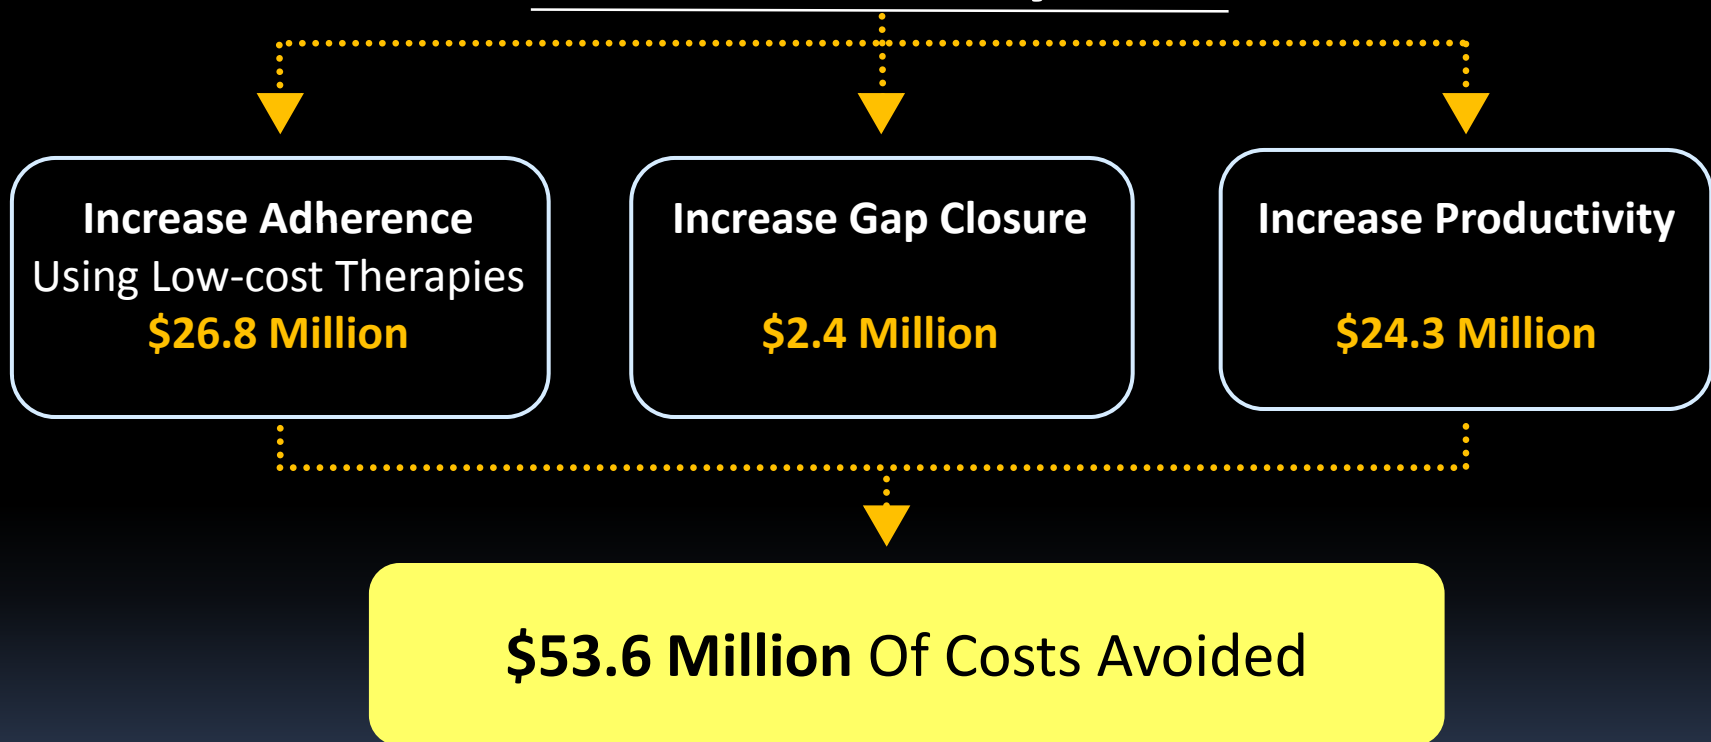 Increase Adherence
Using Low-cost Therapies
$26.8 Million
Increase Gap Closure
$2.4 Million
Increase Productivity
$24.3 Million
$53.6 Million Of Costs Avoided